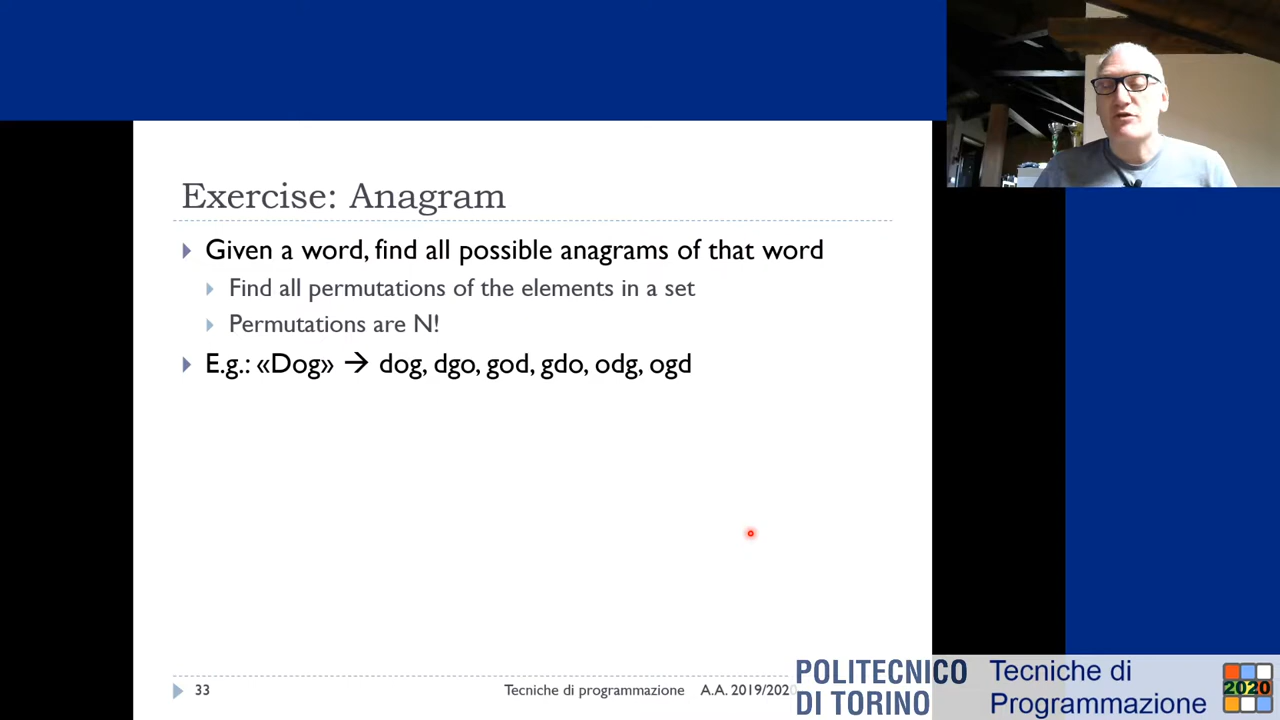 Exercise: Anagram
Given a word, find all possible anagrams of that word
Find all permutations of the elements in a set
Permutations are N!
E.g.: «Dog» → dog, dgo, god, gdo, odg, ogd
33
Tecniche di programmazione A.A. 2019/2020
POLITECNICO
DI TORINO
Tecniche di
Programmazione
2020